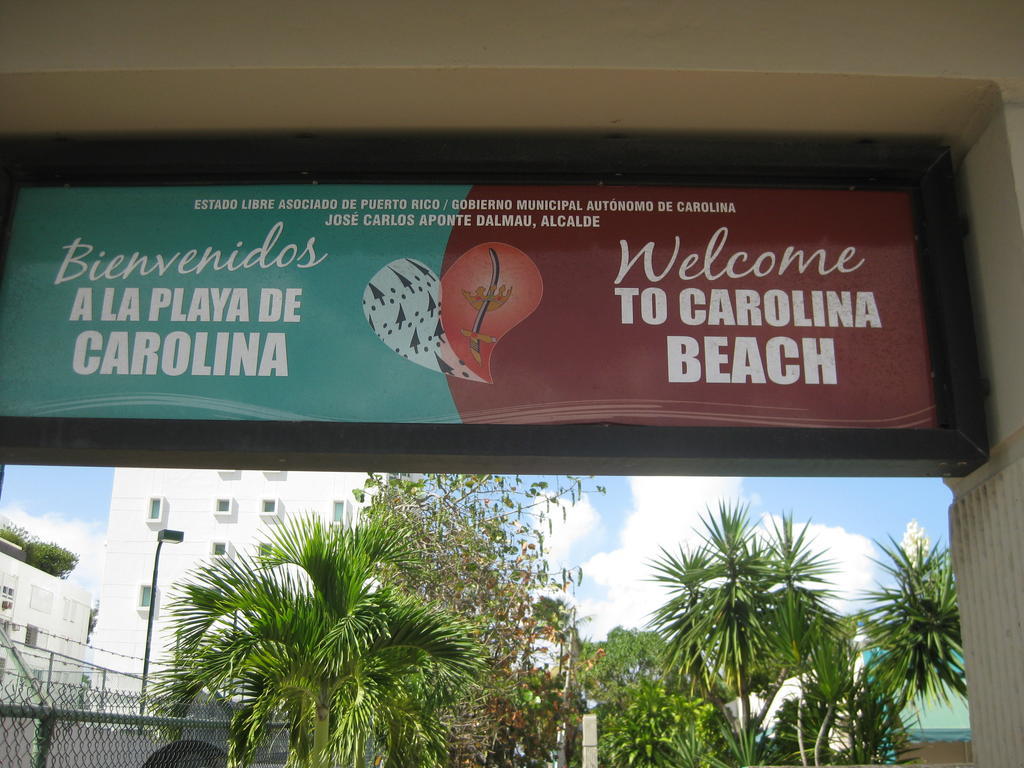 ESTADO LIBRE ASOCIADO DE PUERTO RICO / GOBIERNO MUNICIPAL AUTÓNOMO DE CAROLINA
JOSÉ CARLOS APONTE DALMAU, ALCALDE
Bienvenidos
A LA PLAYA DE
CAROLINA
Welcome
TO CAROLINA
BEACH